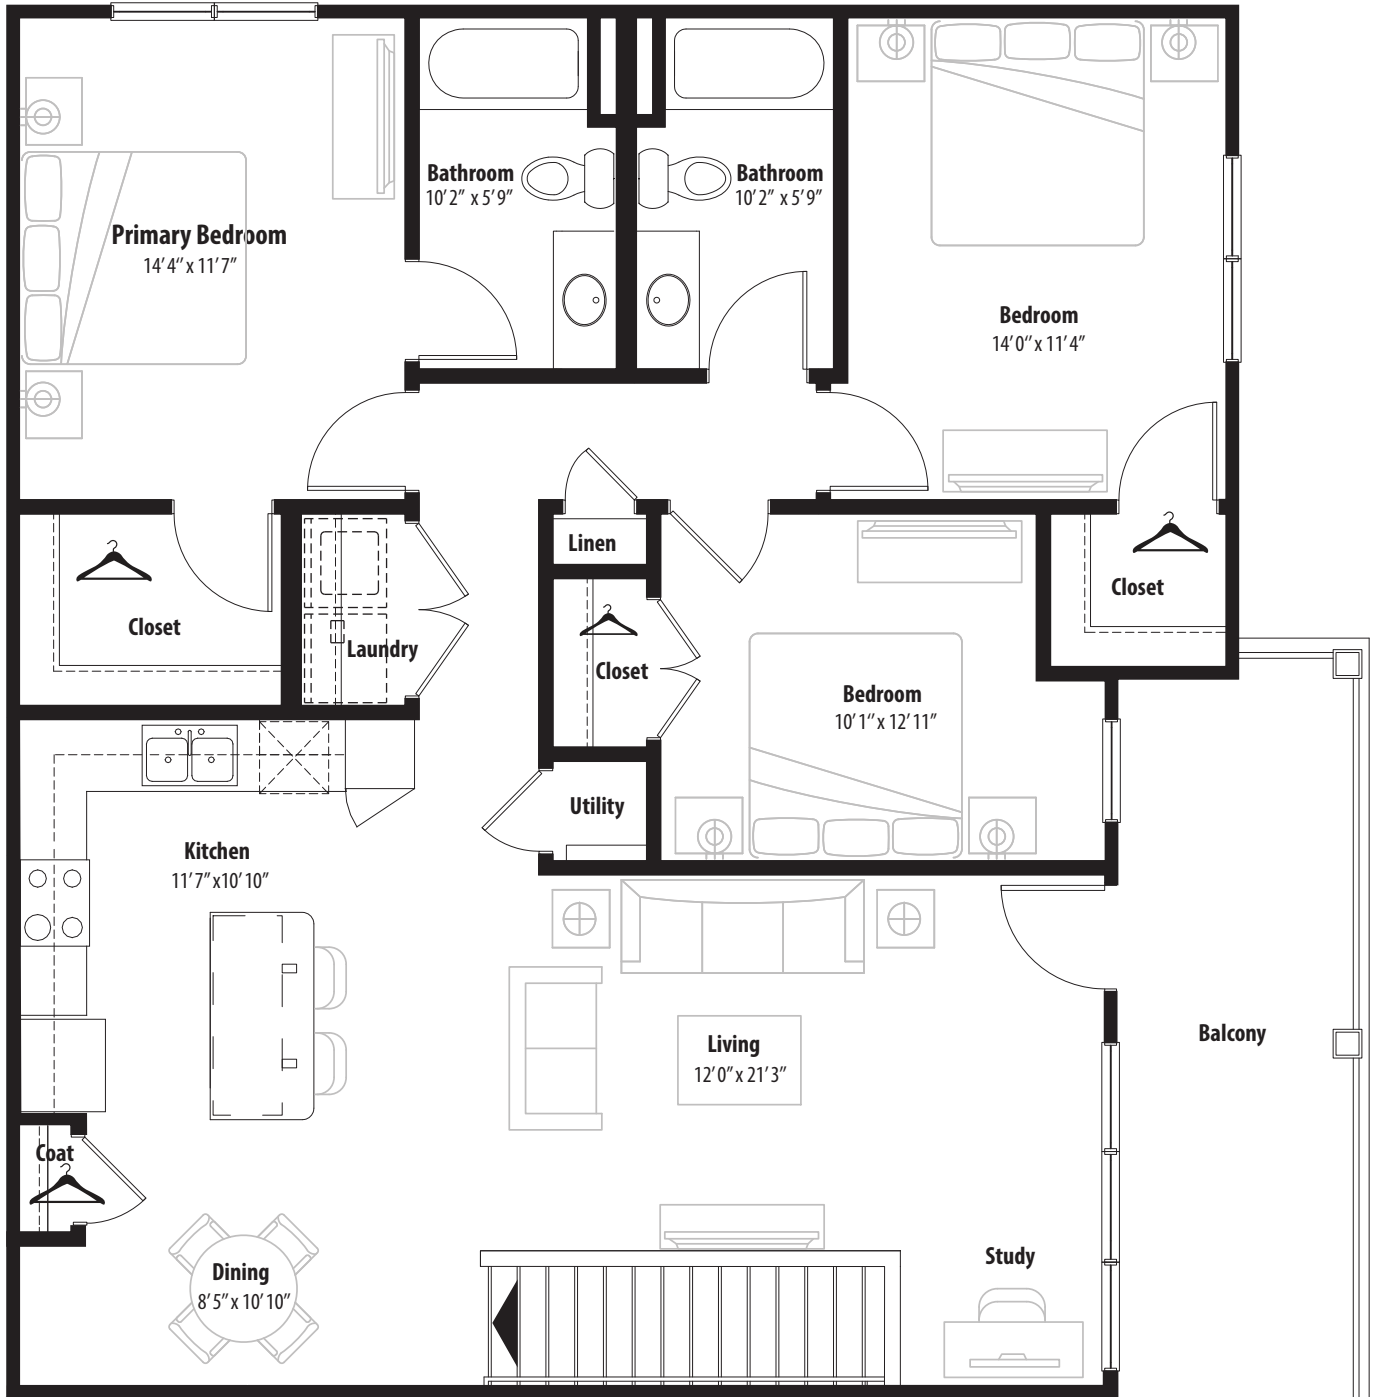 Bathroom
10'2" x 5'9"
Bathroom
10'2" x 5'9"
Primary Bedroom
14'4" x 11'7"
Bedroom
14'0" x 11'4"
Linen
Closet
Closet
Laundry
Closet
Bedroom
10'1" x 12'11"
Utility
Kitchen
11'7" x10'10"
Living
12'0" x 21'3"
Balcony
Coat
Study
Dining
8'5" x 10'10"